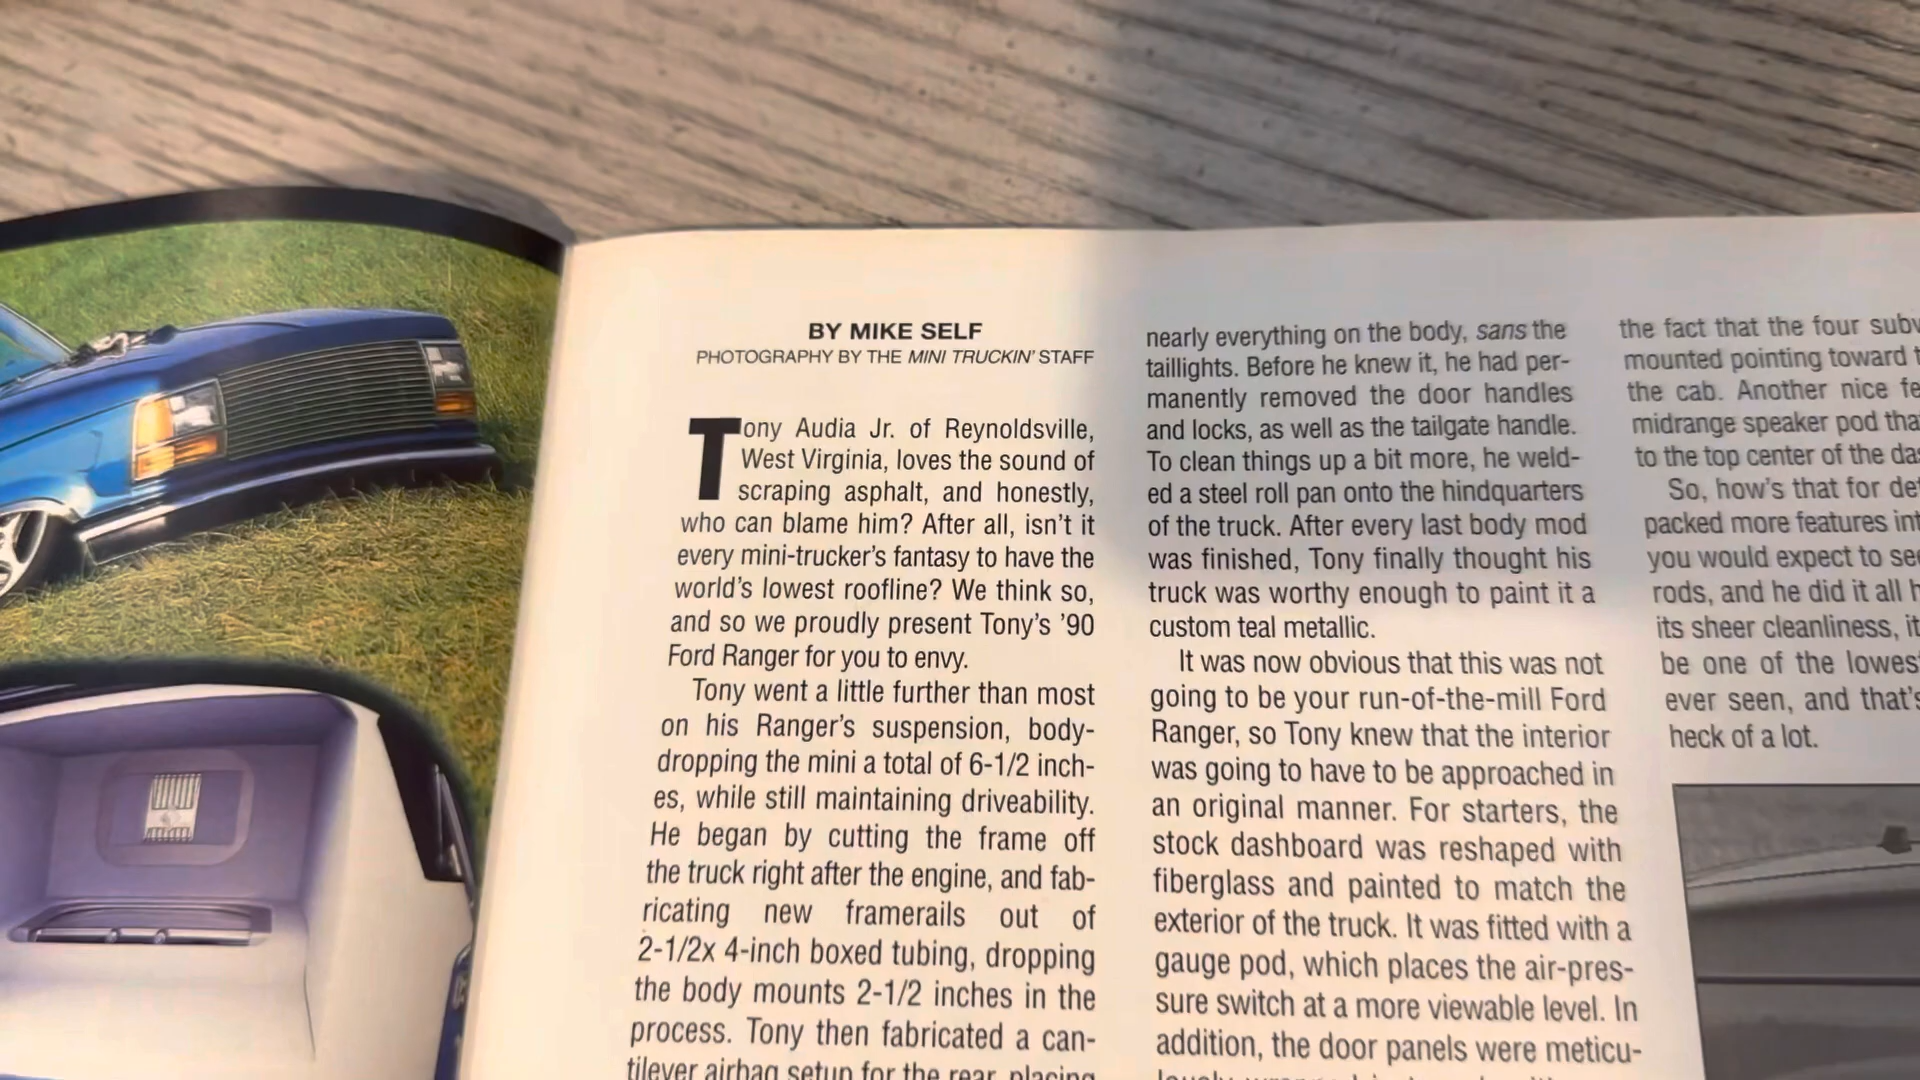 BY MIKE SELF
PHOTOGRAPHY BY THE MINI TRUCKIN' STAFF
Tony Audia Jr. of Reynoldsville,
West Virginia, loves the sound of
scraping asphalt, and honestly,
who can blame him? After all, isn't it
every mini-trucker's fantasy to have the
world's lowest roofline? We think so,
and so we proudly present Tony's '90
Ford Ranger for you to envy.
Tony went a little further than most
on his Ranger's suspension, body-
dropping the mini a total of 6-1/2 inch-
es, while still maintaining driveability.
He began by cutting the frame off
the truck right after the engine, and fab-
ricating new framerails out of
2-1/2x 4-inch boxed tubing, dropping
the body mounts 2-1/2 inches in the
process. Tony then fabricated a can-
tilever airbag setup for the rear, placing
nearly everything on the body, sans the
taillights. Before he knew it, he had per-
manently removed the door handles
and locks, as well as the tailgate handle.
To clean things up a bit more, he weld-
ed a steel roll pan onto the hindquarters
of the truck. After every last body mod
was finished, Tony finally thought his
truck was worthy enough to paint it a
custom teal metallic.
It was now obvious that this was not
going to be your run-of-the-mill Ford
Ranger, so Tony knew that the interior
was going to have to be approached in
an original manner. For starters, the
stock dashboard was reshaped with
fiberglass and painted to match the
exterior of the truck. It was fitted with a
gauge pod, which places the air-pres-
sure switch at a more viewable level. In
addition, the door panels were meticu-
the fact that the four
mounted pointing toward
the cab. Another nice
midrange speaker pod
to the top center of the
So, how's that for
packed more features
you would expect to
rods, and he did it all
its sheer cleanliness,
be one of the
ever seen, and that's
heck of a lot.